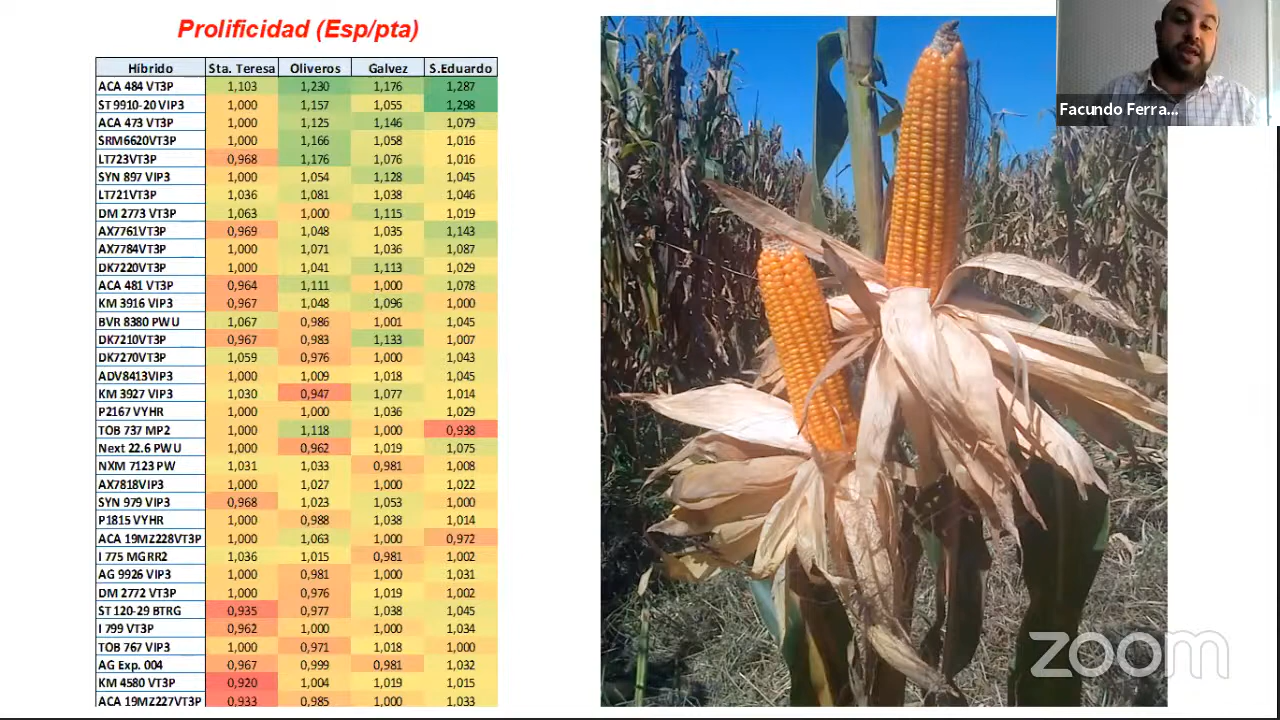 Prolificidad (Esp/pta)
Híbrido Sta. Teresa Oliveros Galvez S.Eduardo
ACA 484 VT3P 1,103 1,230 1,176 1,287
ST 9910-20 VIP3 1,000 1,157 1,055 1,298
ACA 473 VT3P 1,000 1,125 1,146 1,079
SRM6620VT3P 1,000 1,166 1,058 1,016
LT723VT3P 0,968 1,176 1,076 1,016
SYN 897 VIP3 1,000 1,054 1,128 1,045
LT721VT3P 1,036 1,081 1,038 1,046
DM 2773 VT3P 1,063 1,000 1,115 1,019
AX7761VT3P 0,969 1,048 1,035 1,143
AX7784VT3P 1,000 1,071 1,036 1,087
DK7220VT3P 1,000 1,041 1,113 1,029
ACA 481 VT3P 0,964 1,111 1,000 1,078
KM 3916 VIP3 0,967 1,048 1,096 1,000
BVR 8380 PWU 1,067 0,986 1,001 1,045
DK7210VT3P 0,967 0,983 1,133 1,007
DK7270VT3P 1,059 0,976 1,000 1,043
ADV8413VIP3 1,000 1,009 1,018 1,045
KM 3927 VIP3 1,030 0,947 1,077 1,014
P2167 VYHR 1,000 1,000 1,036 1,029
TOB 737 MP2 1,000 1,118 1,000 0,938
Next 22.6 PWU 1,000 0,962 1,019 1,075
NXM 7123 PW 1,031 1,033 0,981 1,008
AX7818VIP3 1,000 1,027 1,000 1,022
SYN 979 VIP3 0,968 1,023 1,053 1,000
P1815 VYHR 1,000 0,988 1,038 1,014
ACA 19MZ228VT3P 1,000 1,063 1,000 0,972
I 775 MGRR2 1,036 1,015 0,981 1,002
AG 9926 VIP3 1,000 0,981 1,000 1,031
DM 2772 VT3P 1,000 0,976 1,019 1,002
ST 120-29 BTRG 0,935 0,977 1,038 1,045
I 799 VT3P 0,962 1,000 1,000 1,034
TOB 767 VIP3 1,000 0,971 1,018 1,000
AG Exp. 004 0,967 0,999 0,981 1,032
KM 4580 VT3P 0,920 1,004 1,019 1,015
ACA 19MZ227VT3P 0,933 0,985 1,000 1,033
Facundo Ferra...
zoom